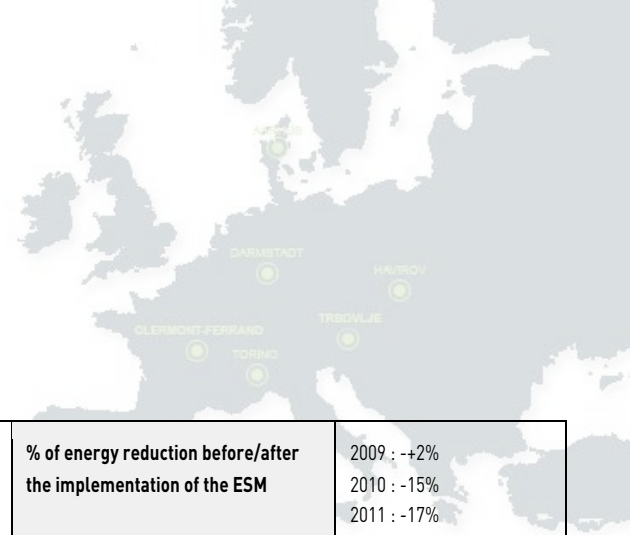 DARMSTADT
HAVIROV
TRBOVLJE
CLERMONT-FERRAND
TORINO
% of energy reduction before/after
the implementation of the ESM
2009 : -+2%
2010 : -15%
2011 : -17%